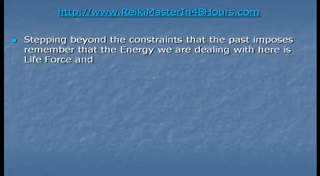 http://www.ReikiMasterIn48Hours.com
Stepping beyond the constraints that the past imposes
remember that the Energy we are dealing with here is
Life Force and